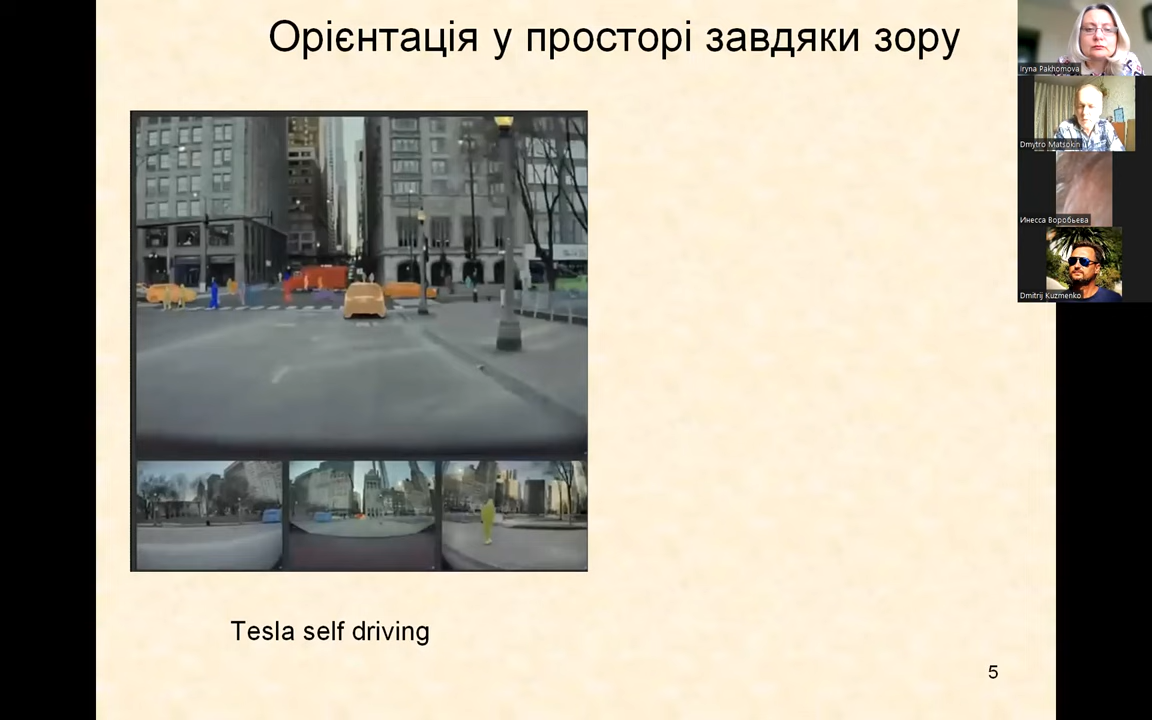 Орієнтація у просторі завдяки зору
Iryna Pakhomova
Dmytro Matsokin
Инесса Воробьева
Dmitrij Kuzmenko
Tesla self driving
5